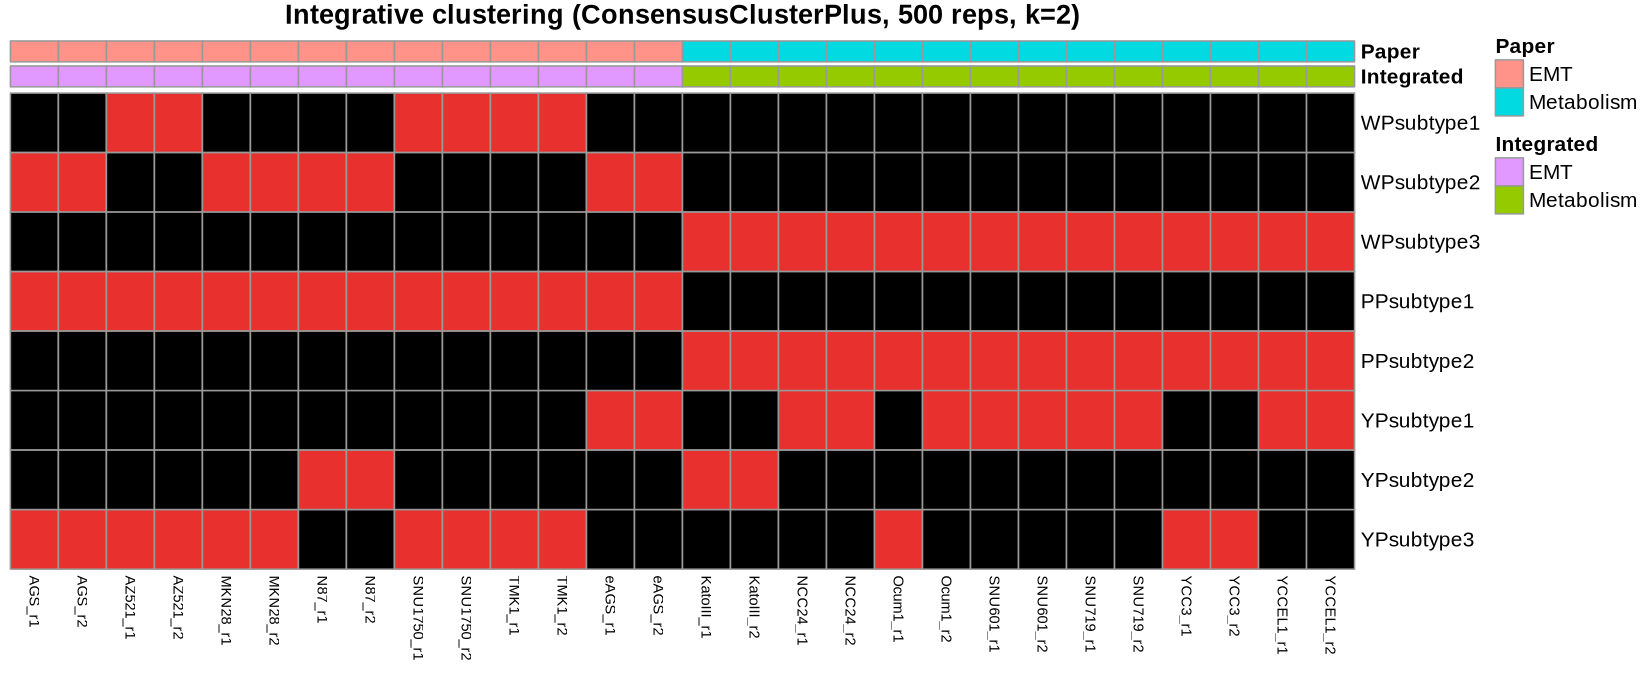 Integrative clustering (ConsensusClusterPlus, 500 reps, k=2)
Paper
Integrated
WPsubtype1
WPsubtype2
WPsubtype3
PPsubtype1
PPsubtype2
YPsubtype1
YPsubtype2
YPsubtype3
AGS_r1
AGS_r2
AZ521_r1
AZ521_r2
MKN28_r1
MKN28_r2
N87_r1
N87_r2
SNU1750_r1
SNU1750_r2
TMK1_r1
TMK1_r2
eAGS_r1
eAGS_r2
KatoIII_r1
KatoIII_r2
NCC24_r1
NCC24_r2
Ocum1_r1
Ocum1_r2
SNU601_r1
SNU601_r2
SNU719_r1
SNU719_r2
YCC3_r1
YCC3_r2
YCCEL1_r1
YCCEL1_r2
Paper
EMT
Metabolism
Integrated
EMT
Metabolism